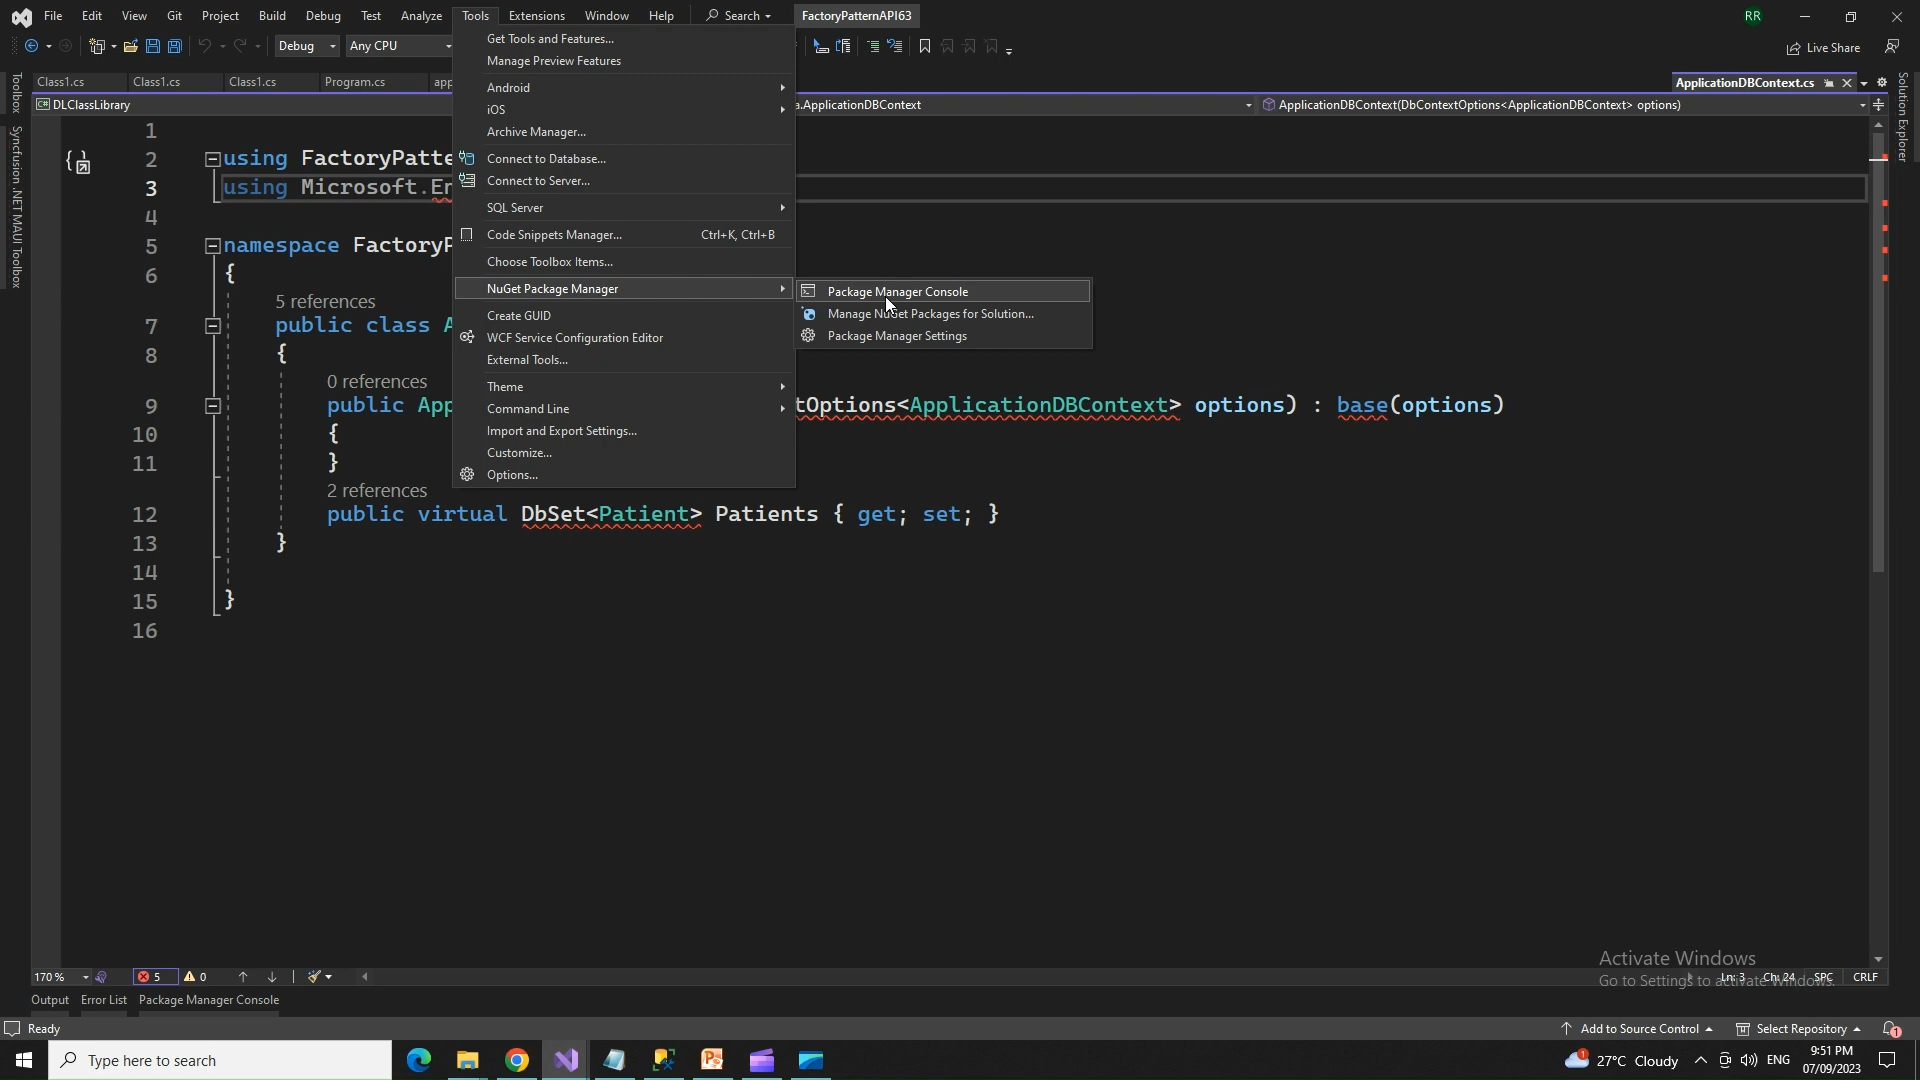 File Edit View Git Project Build Debug Test Analyze Tools Extensions Window Help Search FactoryPatternAPI63 RR
Debug Any CPU Live Share
Class1.cs Class1.cs Class1.cs Program.cs app ApplicationDBContext.cs
DLClassLibrary a.ApplicationDBContext ApplicationDBContext(DbContextOptions<ApplicationDBContext> options)
Toolbox
Syncfusion .NET MAUI Toolbox
Solution Explorer
Get Tools and Features...
Manage Preview Features
Android
iOS
Archive Manager...
Connect to Database...
Connect to Server...
SQL Server
Code Snippets Manager... Ctrl+K, Ctrl+B
Choose Toolbox Items...
NuGet Package Manager
Create GUID
WCF Service Configuration Editor
External Tools...
Theme
Command Line
Import and Export Settings...
Customize...
Options...
Package Manager Console
Manage NuGet Packages for Solution...
Package Manager Settings
1
2 using FactoryPatte
3 using Microsoft.En
4
5 namespace FactoryP
6 {
5 references
7 public class A
8 {
0 references
9 public App tOptions<ApplicationDBContext> options) : base(options)
10 {
11 }
2 references
12 public virtual DbSet<Patient> Patients { get; set; }
13 }
14
15 }
16
Activate Windows
Go to Settings to activate Windows.
170 % 5 0 Ln: 3 Ch: 24 SPC CRLF
Output Error List Package Manager Console
Ready Add to Source Control Select Repository 1
Type here to search 27°C Cloudy ENG 9:51 PM
07/09/2023